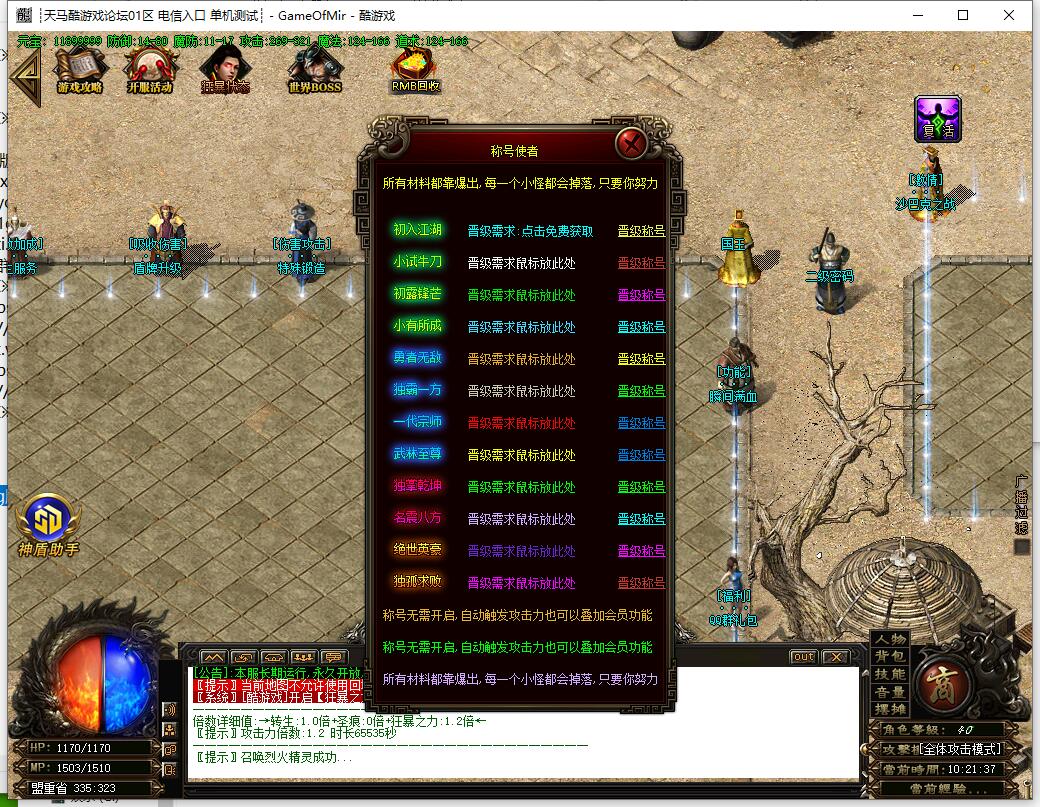 天马酷游戏论坛01区 电信入口 单机测试 - GameOfMir - 酷游戏
元宝: 11899999 防御:14-80 魔防:11-17 攻击:269-321 魔法:124-166 道术:124-166
游戏攻略
开服活动
狂暴状态
世界BOSS
RMB回收
复活
称号使者
所有材料都靠爆出,每一个小怪都会掉落,只要你努力
初入江湖 晋级需求:点击免费获取 晋级称号
小试牛刀 晋级需求鼠标放此处 晋级称号
初露锋芒 晋级需求鼠标放此处 晋级称号
小有所成 晋级需求鼠标放此处 晋级称号
勇者无敌 晋级需求鼠标放此处 晋级称号
独霸一方 晋级需求鼠标放此处 晋级称号
一代宗师 晋级需求鼠标放此处 晋级称号
武林至尊 晋级需求鼠标放此处 晋级称号
独掌乾坤 晋级需求鼠标放此处 晋级称号
名震八方 晋级需求鼠标放此处 晋级称号
绝世英豪 晋级需求鼠标放此处 晋级称号
独孤求败 晋级需求鼠标放此处 晋级称号
称号无需开启,自动触发攻击力也可以叠加会员功能
称号无需开启,自动触发攻击力也可以叠加会员功能
所有材料都靠爆出,每一个小怪都会掉落,只要你努力
[激情]
沙巴克之战
[吸收伤害]
盾牌升级
[伤害攻击]
特殊锻造
加成]
服务
国王
二级密码
[功能]
瞬间满血
[福利]
QQ群礼包
广播过滤
神盾助手
out
[公告]: 本服长期运行,永久开放
〖提示〗当前地图不允许使用回
〖系统〗[酷游戏]开启【狂暴之
倍数详细值:→转生:1.0倍+圣痕:0倍+狂暴之力:1.2倍←
〖提示〗攻击力倍数:1.2 时长65535秒
〖提示〗召唤烈火精灵成功...
人物
背包
技能
音量
摆摊
商
角色等级: 40
[全体攻击模式]
当前时间: 10:21:37
当前经验...
HP: 1170/1170
MP: 1503/1510
盟重省 335:323